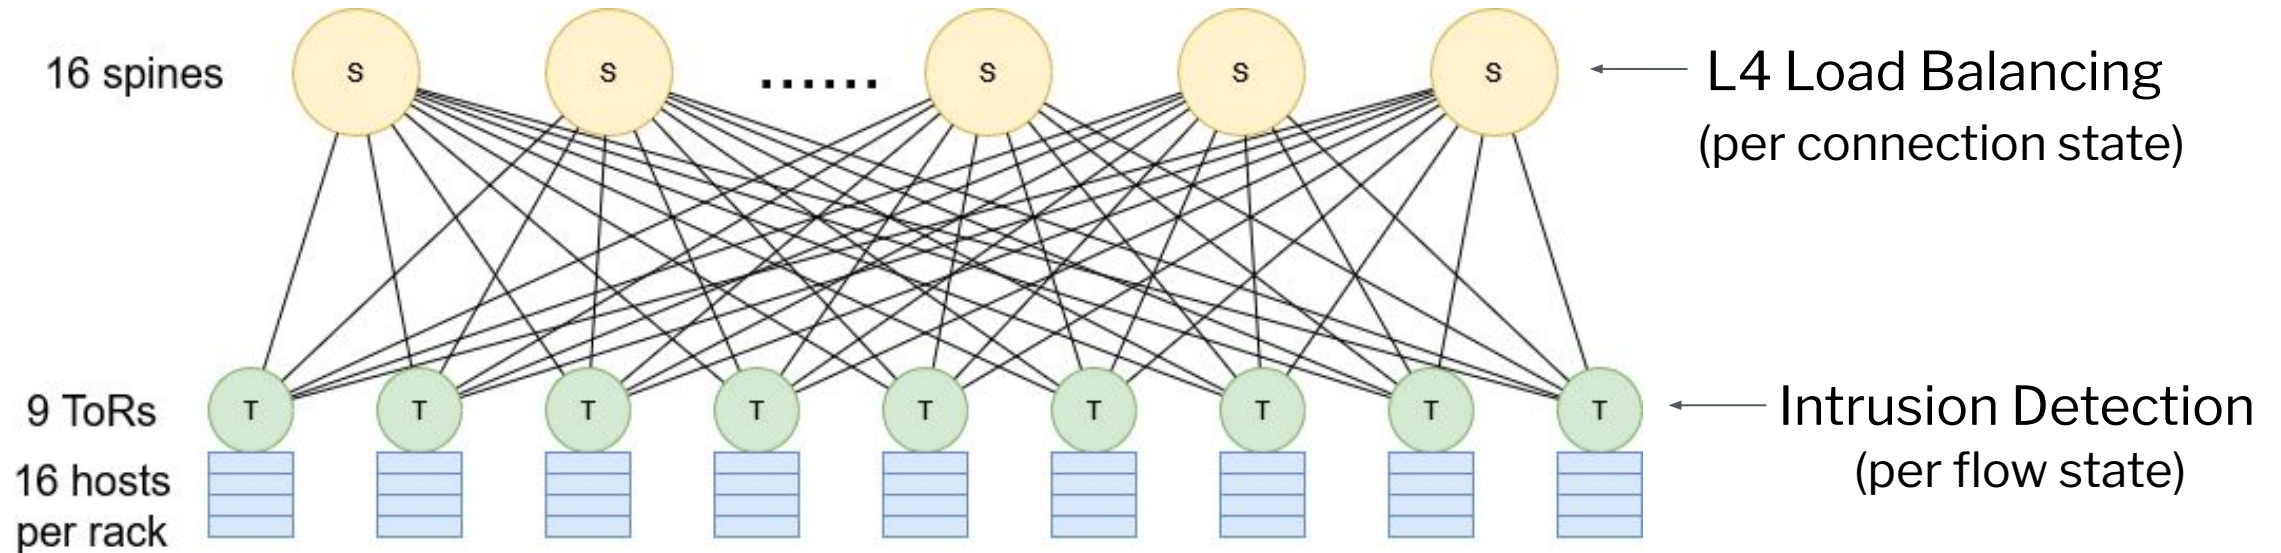 16 spines
S S ...... S S S
L4 Load Balancing
(per connection state)
9 ToRs
T T T T T T T T T
Intrusion Detection
(per flow state)
16 hosts
per rack